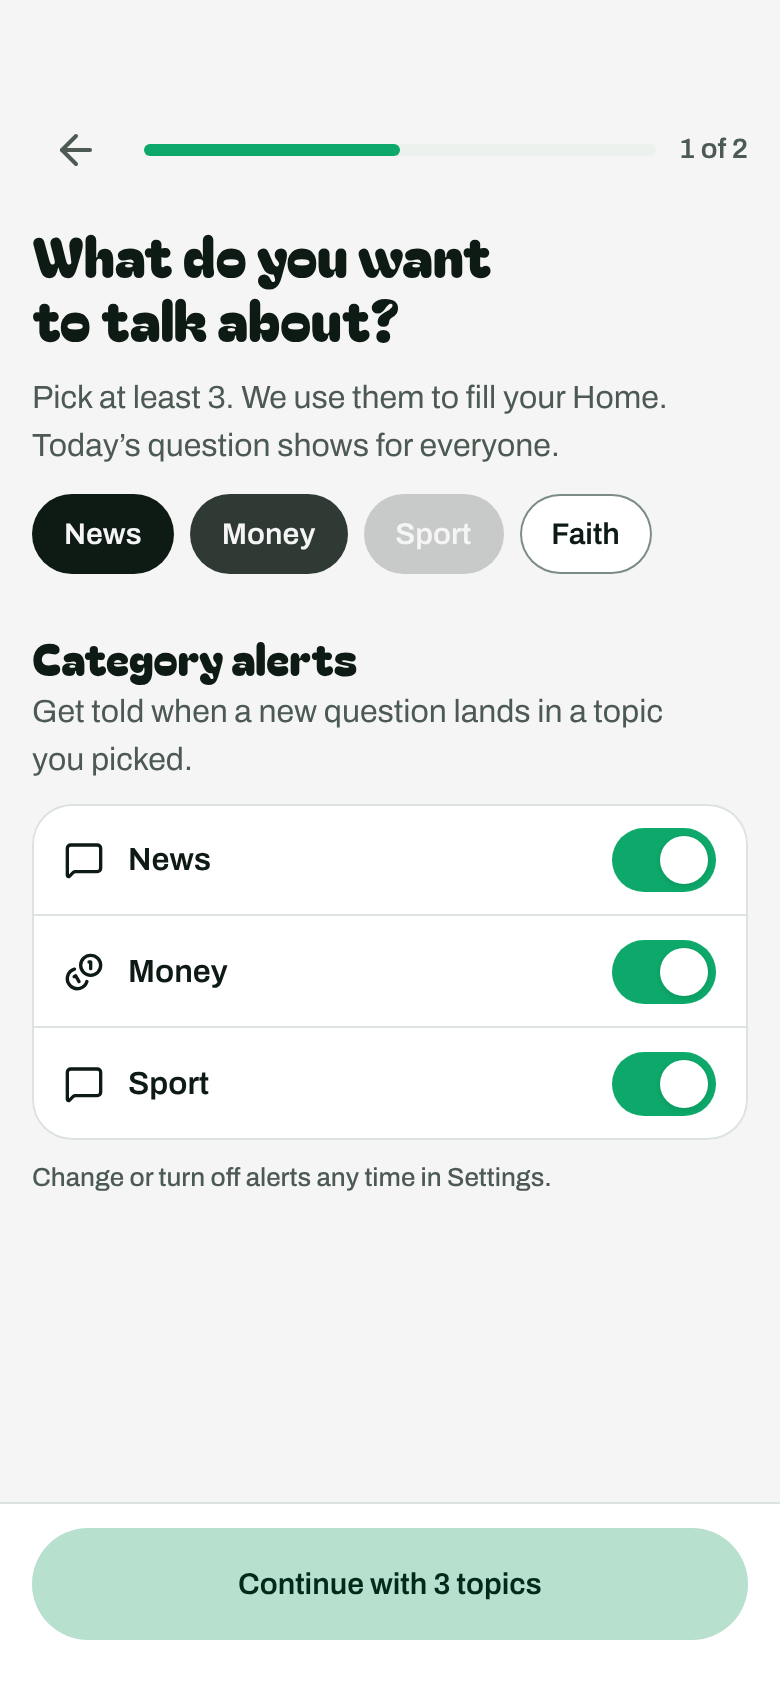 1 of 2
What do you want
to talk about?
Pick at least 3. We use them to fill your Home.
Today’s question shows for everyone.
News Money Sport Faith
Category alerts
Get told when a new question lands in a topic
you picked.
News
Money
Sport
Change or turn off alerts any time in Settings.
Continue with 3 topics